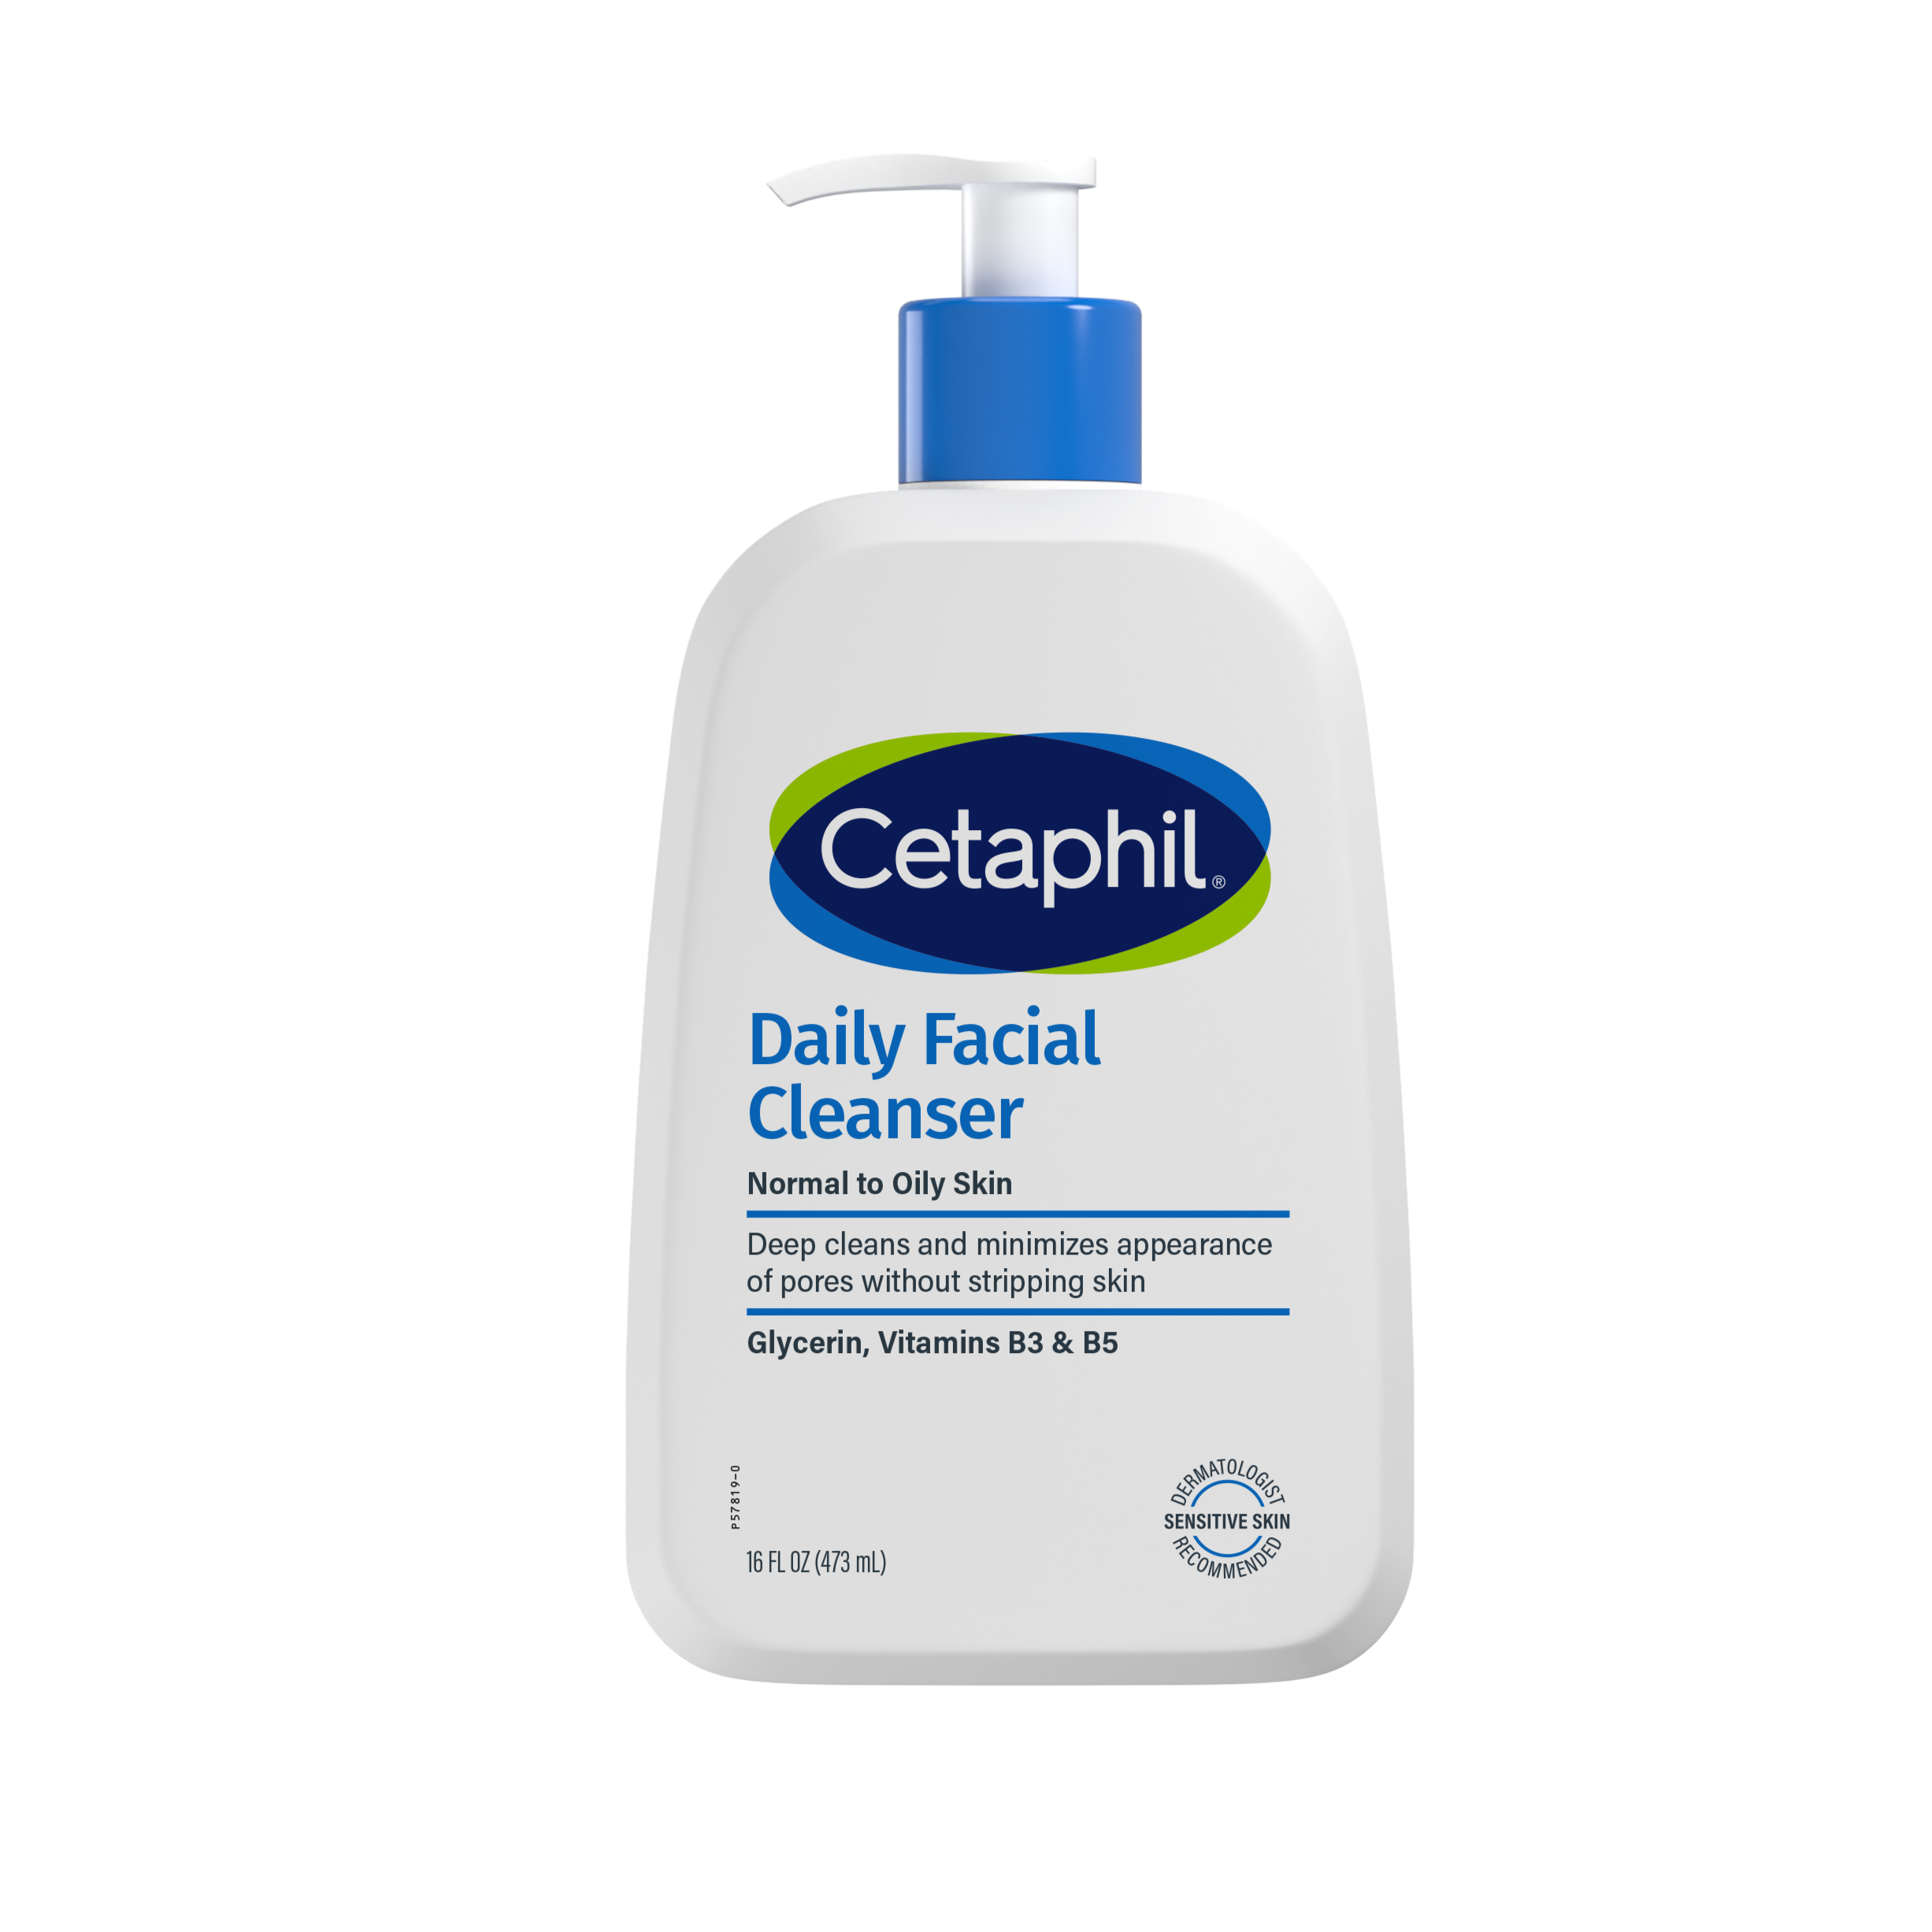 Cetaphil®
Daily Facial
Cleanser
Normal to Oily Skin
Deep cleans and minimizes appearance
of pores without stripping skin
Glycerin, Vitamins B3 & B5
P57819-0
16 FL OZ (473 mL)
DERMATOLOGIST
SENSITIVE SKIN
RECOMMENDED